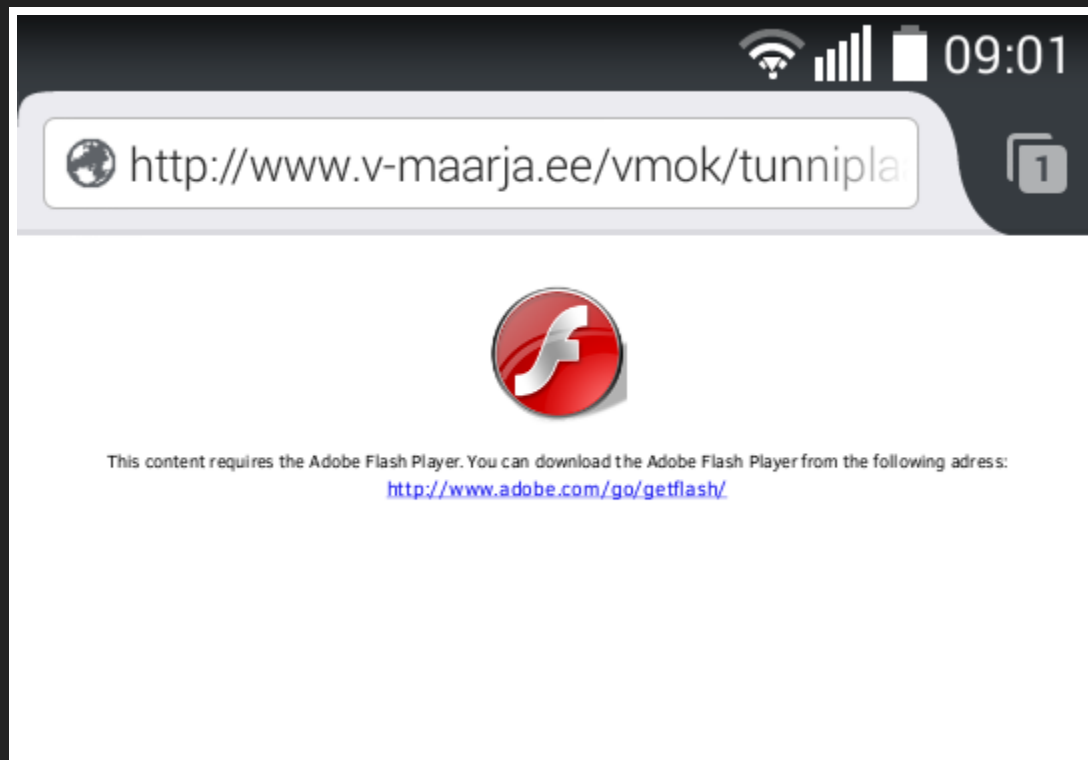 09:01
http://www.v-maarja.ee/vmok/tunnipla
1
This content requires the Adobe Flash Player. You can download the Adobe Flash Player from the following adress:
http://www.adobe.com/go/getflash/